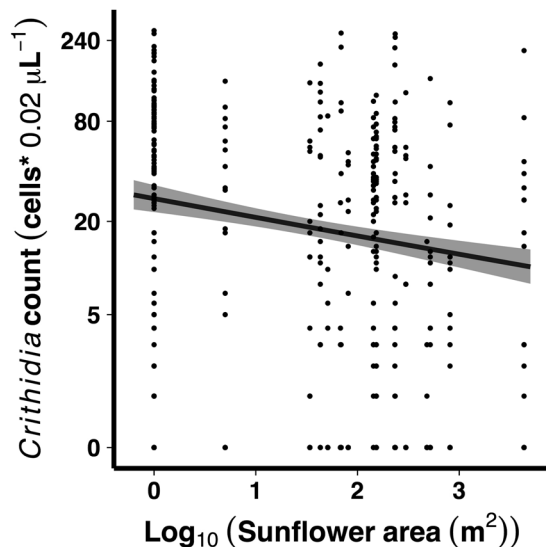 Crithidia count (cells* 0.02 μL⁻¹)
240
80
20
5
0
0 1 2 3
Log₁₀ (Sunflower area (m²))